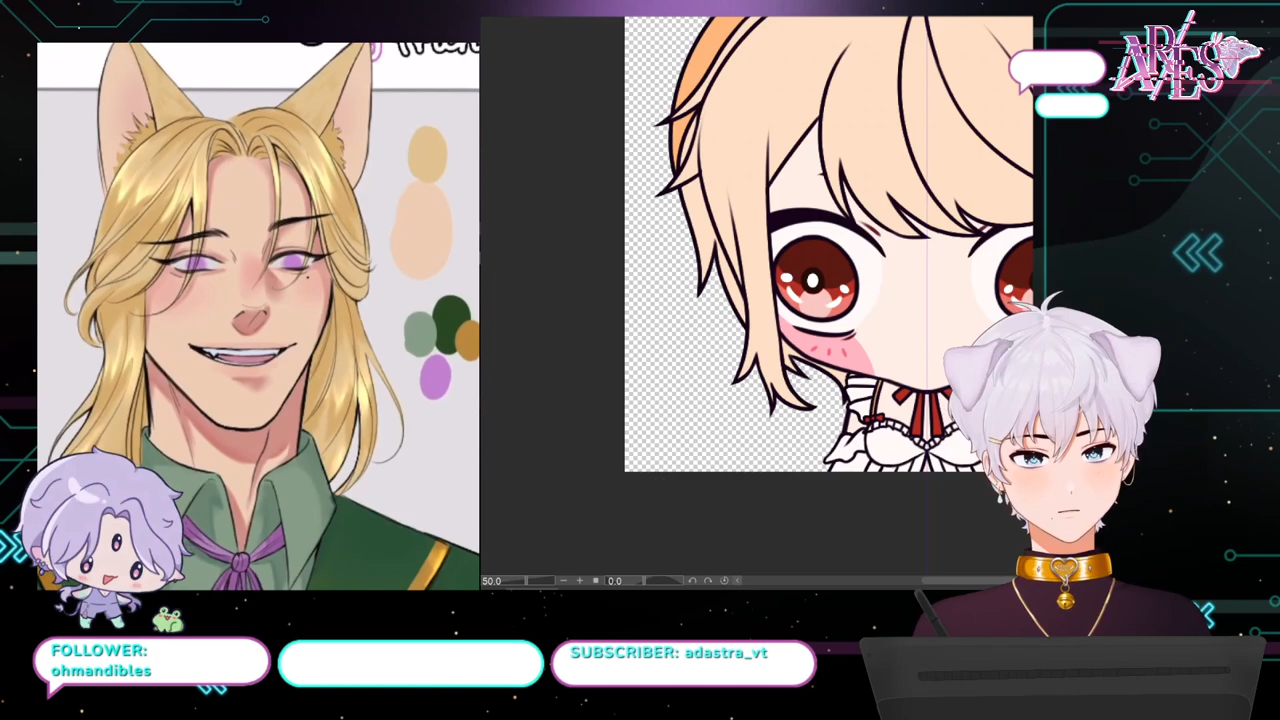 ARES
50.0
0.0
FOLLOWER:
ohmandibles
SUBSCRIBER: adastra_vt